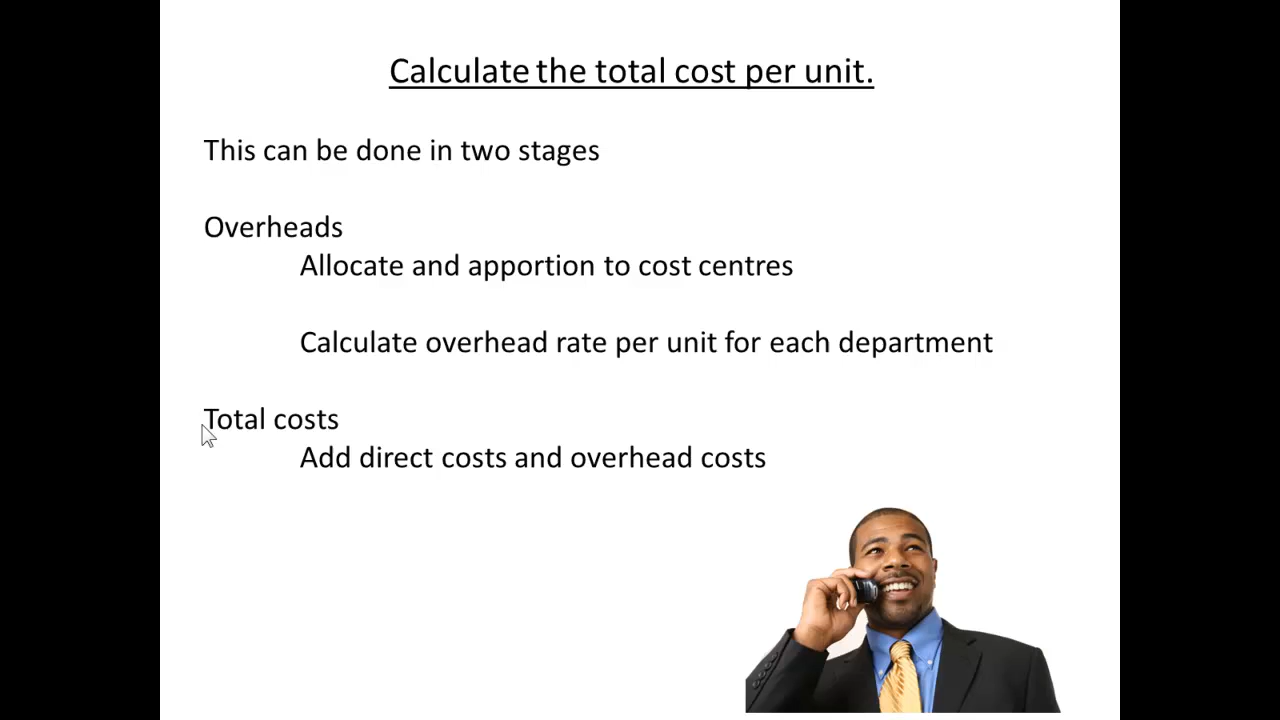 Calculate the total cost per unit.
This can be done in two stages
Overheads
Allocate and apportion to cost centres
Calculate overhead rate per unit for each department
Total costs
Add direct costs and overhead costs